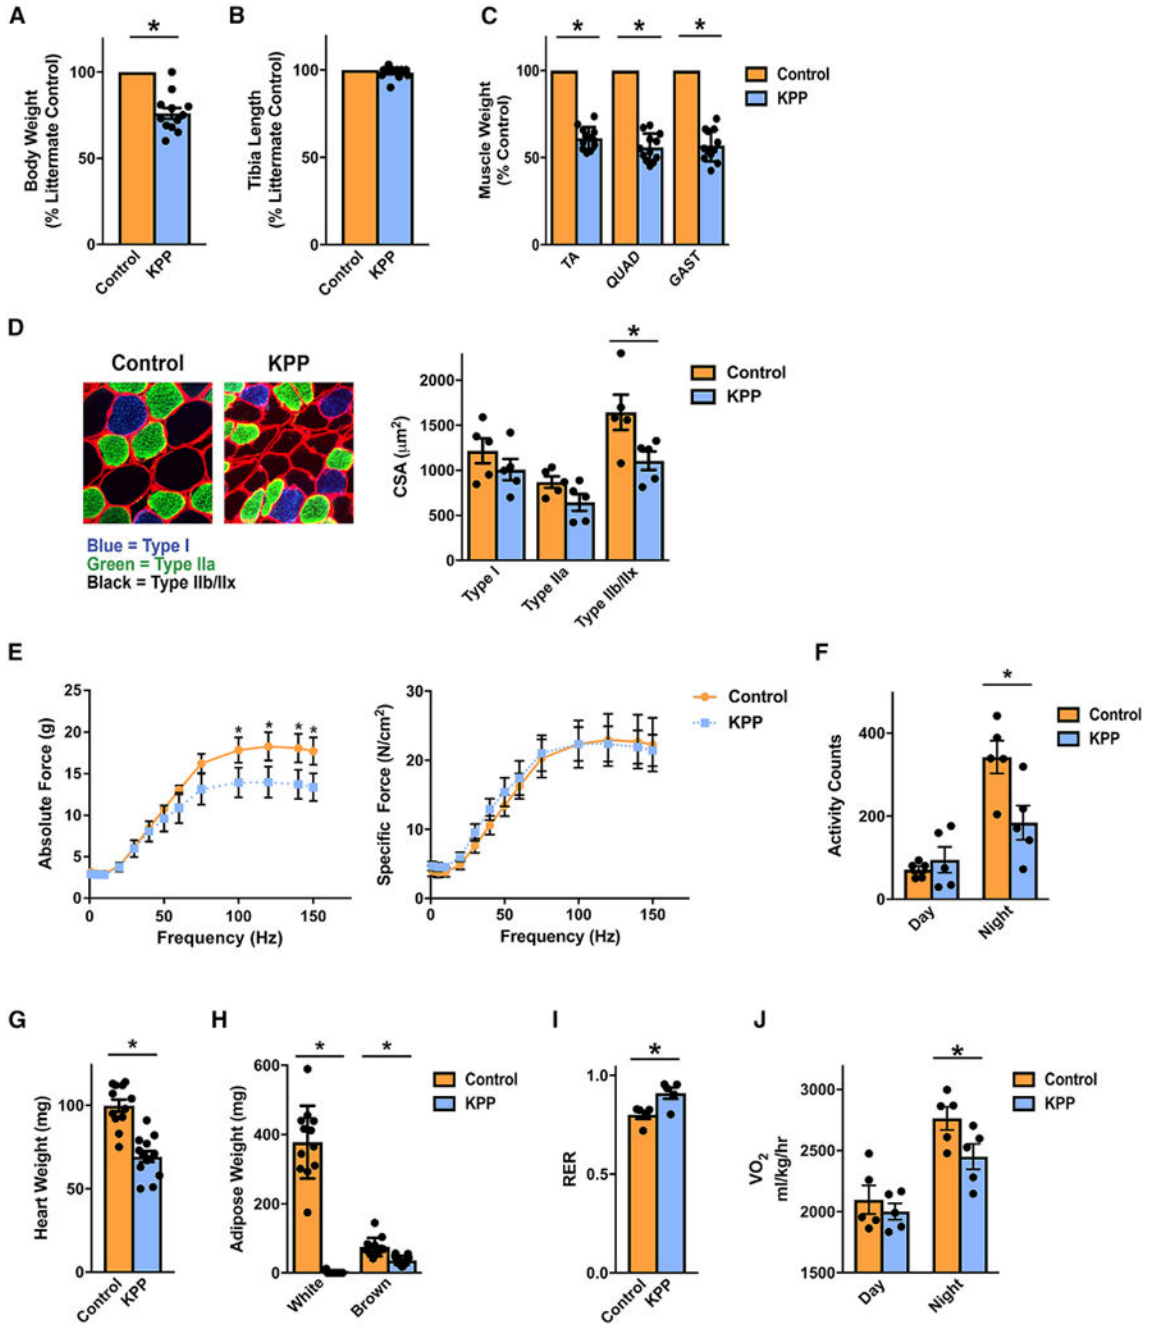 A
*
Body Weight
(% Littermate Control)
100
50
0
Control
KPP
B
Tibia Length
(% Littermate Control)
100
50
0
Control
KPP
C
* * *
Muscle Weight
(% Control)
100
50
0
TA
QUAD
GAST
Control
KPP
D
Control
KPP
Blue = Type I
Green = Type IIa
Black = Type IIb/IIx
*
CSA (μm2)
2000
1500
1000
500
0
Type I
Type IIa
Type IIb/IIx
Control
KPP
E
Absolute Force (g)
25
20
15
10
5
0
* * * *
0 50 100 150
Frequency (Hz)
Specific Force (N/cm2)
30
20
10
0
0 50 100 150
Frequency (Hz)
Control
KPP
F
*
Activity Counts
400
200
0
Day
Night
Control
KPP
G
*
Heart Weight (mg)
100
50
0
Control
KPP
H
* *
Adipose Weight (mg)
600
400
200
0
White
Brown
Control
KPP
I
*
RER
1.0
0.5
0.0
Control
KPP
J
*
VO2
ml/kg/hr
3000
2500
2000
1500
Day
Night
Control
KPP